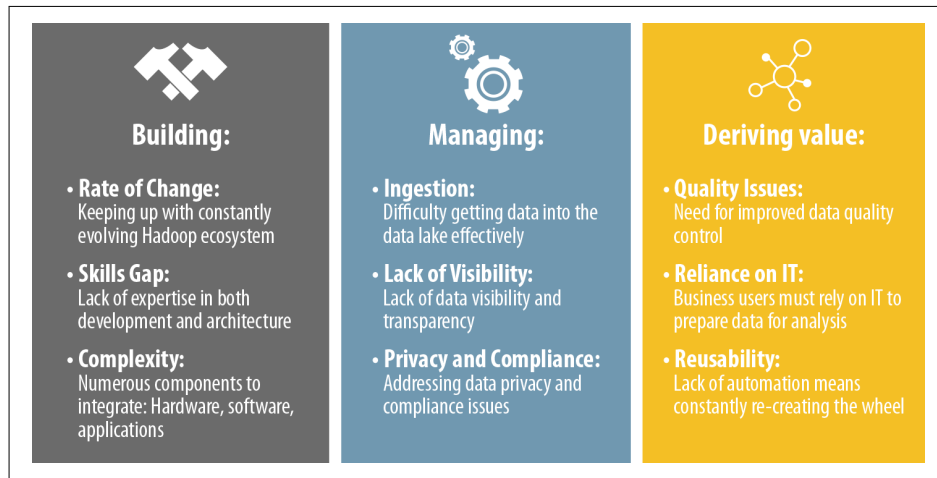 Building:
• Rate of Change:
Keeping up with constantly
evolving Hadoop ecosystem
• Skills Gap:
Lack of expertise in both
development and architecture
• Complexity:
Numerous components to
integrate: Hardware, software,
applications
Managing:
• Ingestion:
Difficulty getting data into the
data lake effectively
• Lack of Visibility:
Lack of data visibility and
transparency
• Privacy and Compliance:
Addressing data privacy and
compliance issues
Deriving value:
• Quality Issues:
Need for improved data quality
control
• Reliance on IT:
Business users must rely on IT to
prepare data for analysis
• Reusability:
Lack of automation means
constantly re-creating the wheel